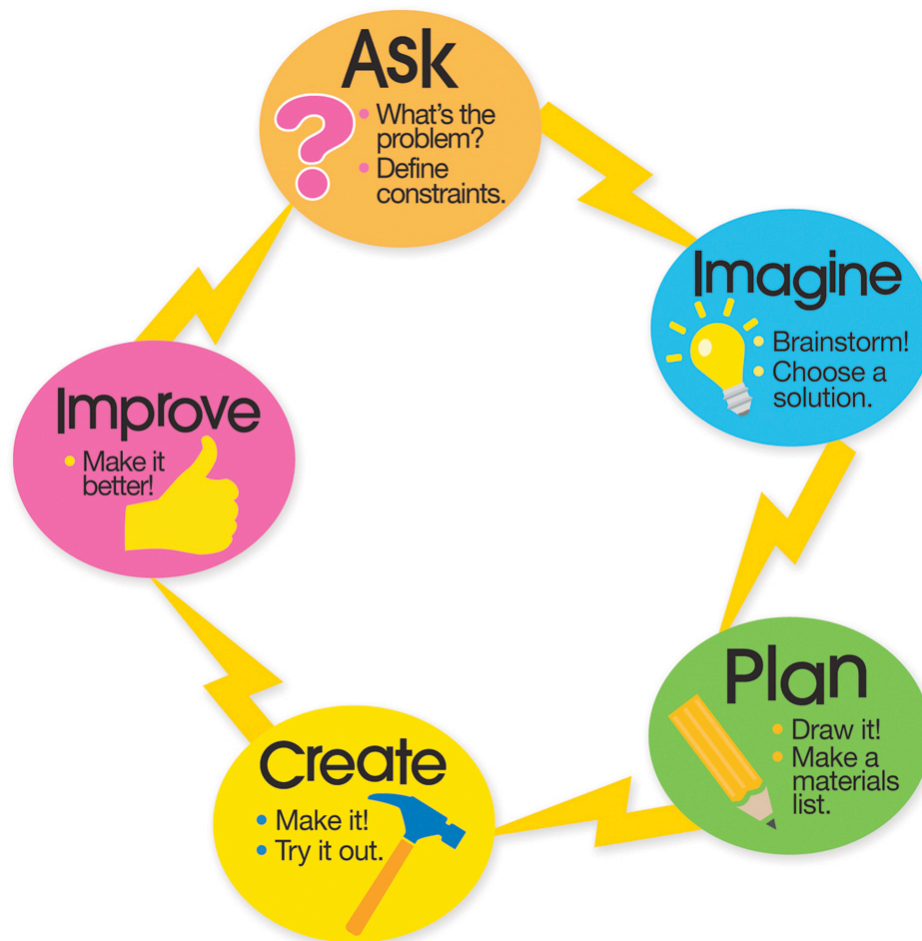 Ask
• What's the
problem?
• Define
constraints.
Imagine
• Brainstorm!
• Choose a
solution.
Plan
• Draw it!
• Make a
materials
list.
Create
• Make it!
• Try it out.
Improve
• Make it
better!